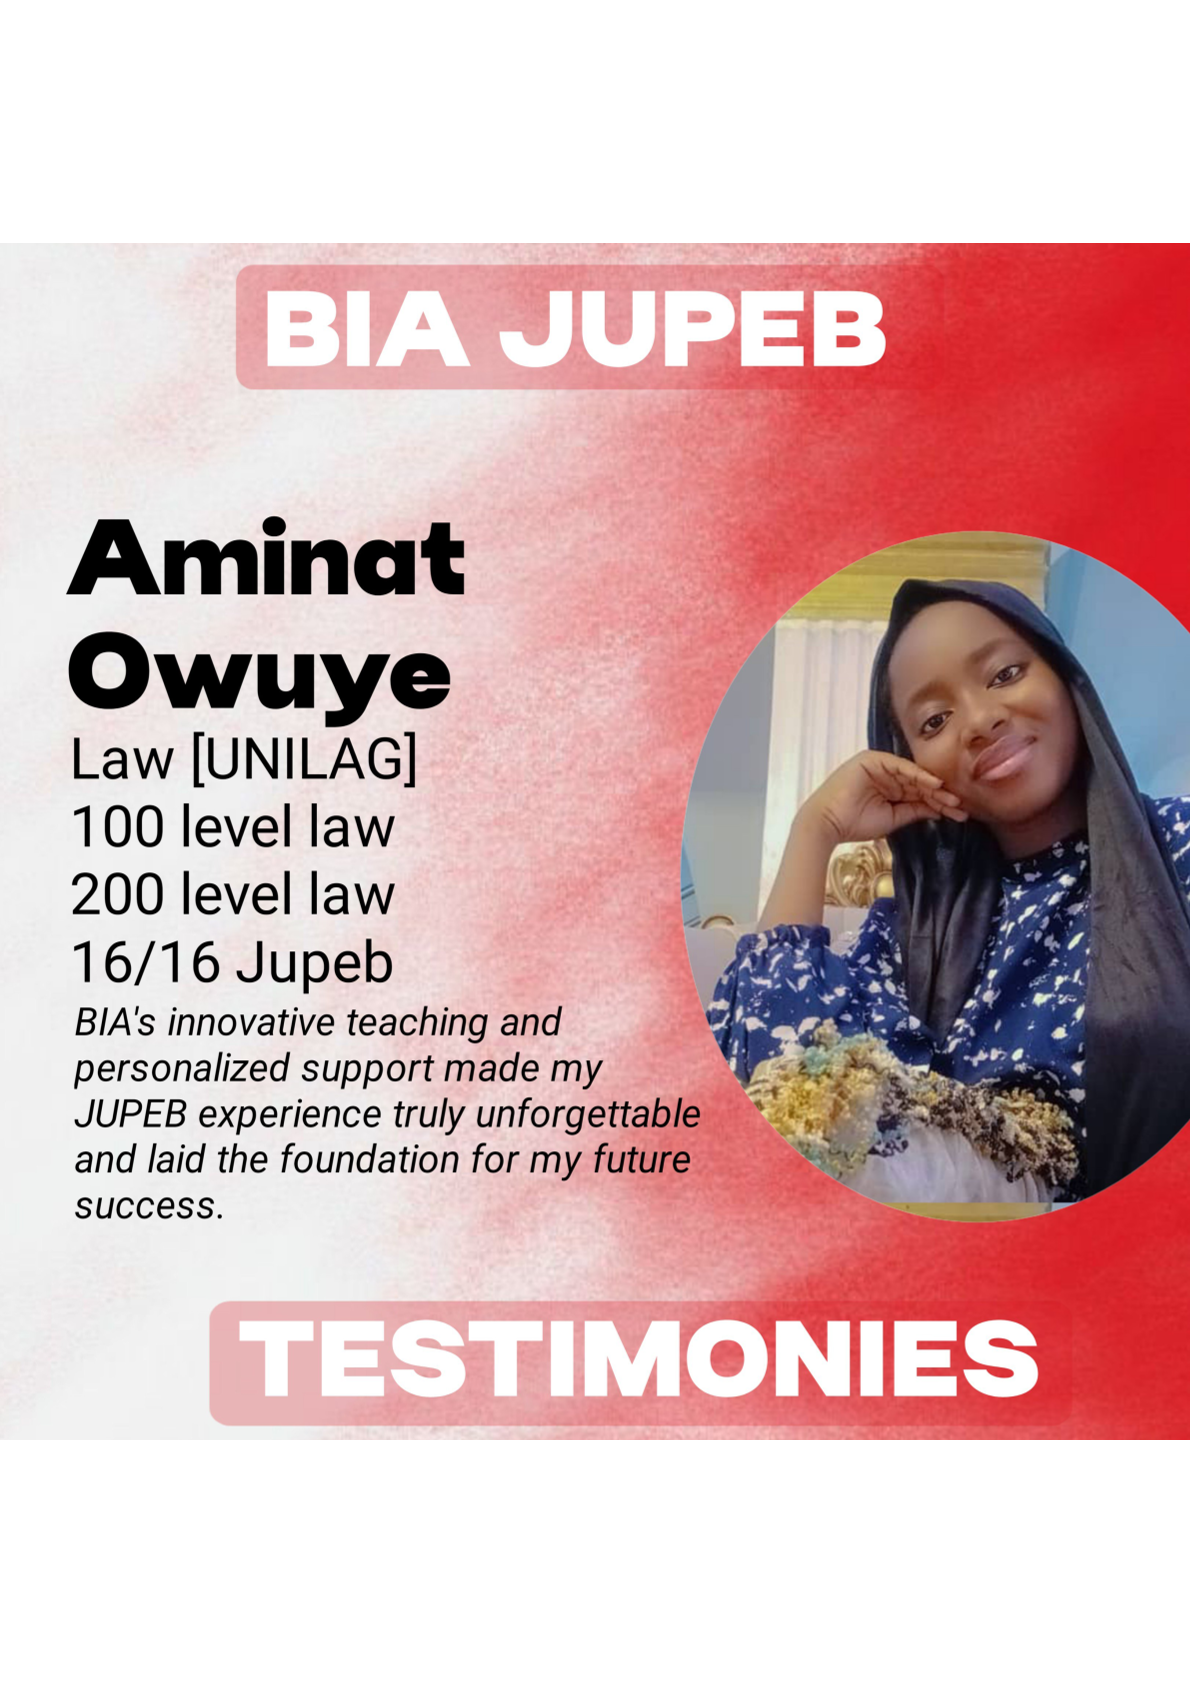 BIA JUPEB
Aminat
Owuye
Law [UNILAG]
100 level law
200 level law
16/16 Jupeb
BIA's innovative teaching and
personalized support made my
JUPEB experience truly unforgettable
and laid the foundation for my future
success.
TESTIMONIES